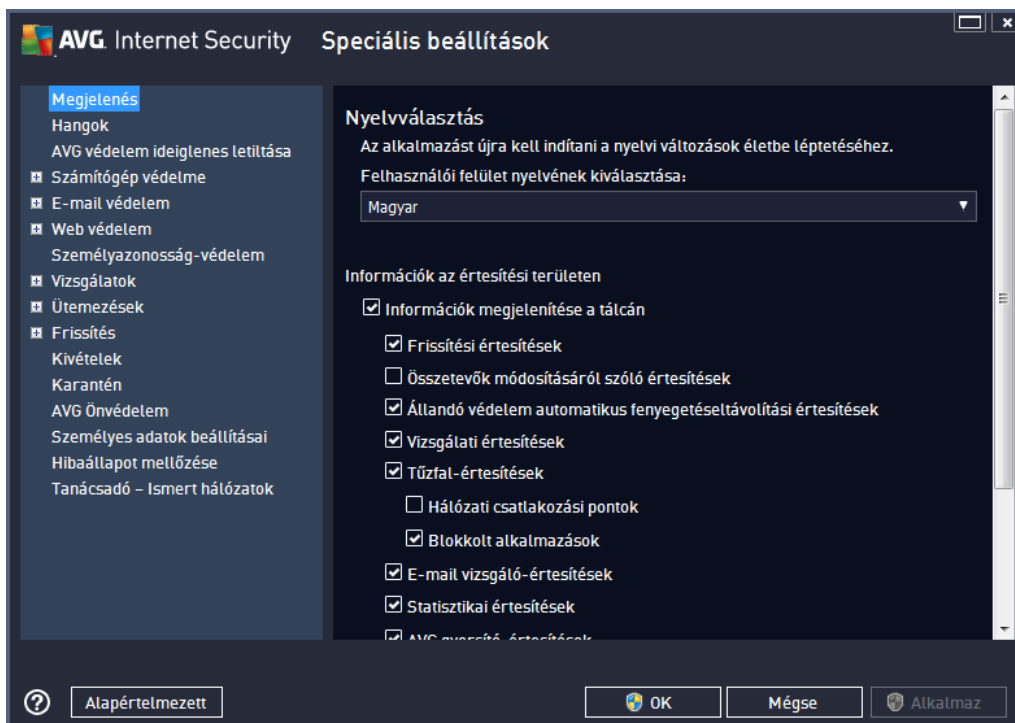 AVG. Internet Security Speciális beállítások
Megjelenés
Hangok
AVG védelem ideiglenes letiltása
Számítógép védelme
E-mail védelem
Web védelem
Személyazonosság-védelem
Vizsgálatok
Ütemezések
Frissítés
Kivételek
Karantén
AVG Önvédelem
Személyes adatok beállításai
Hibaállapot mellőzése
Tanácsadó – Ismert hálózatok
Nyelvválasztás
Az alkalmazást újra kell indítani a nyelvi változások életbe léptetéséhez.
Felhasználói felület nyelvének kiválasztása:
Magyar
Információk az értesítési területen
Információk megjelenítése a tálcán
Frissítési értesítések
Összetevők módosításáról szóló értesítések
Állandó védelem automatikus fenyegetéseltávolítási értesítések
Vizsgálati értesítések
Tűzfal-értesítések
Hálózati csatlakozási pontok
Blokkolt alkalmazások
E-mail vizsgáló-értesítések
Statisztikai értesítések
AVG gyorsító-értesítések
Alapértelmezett
OK
Mégse
Alkalmaz